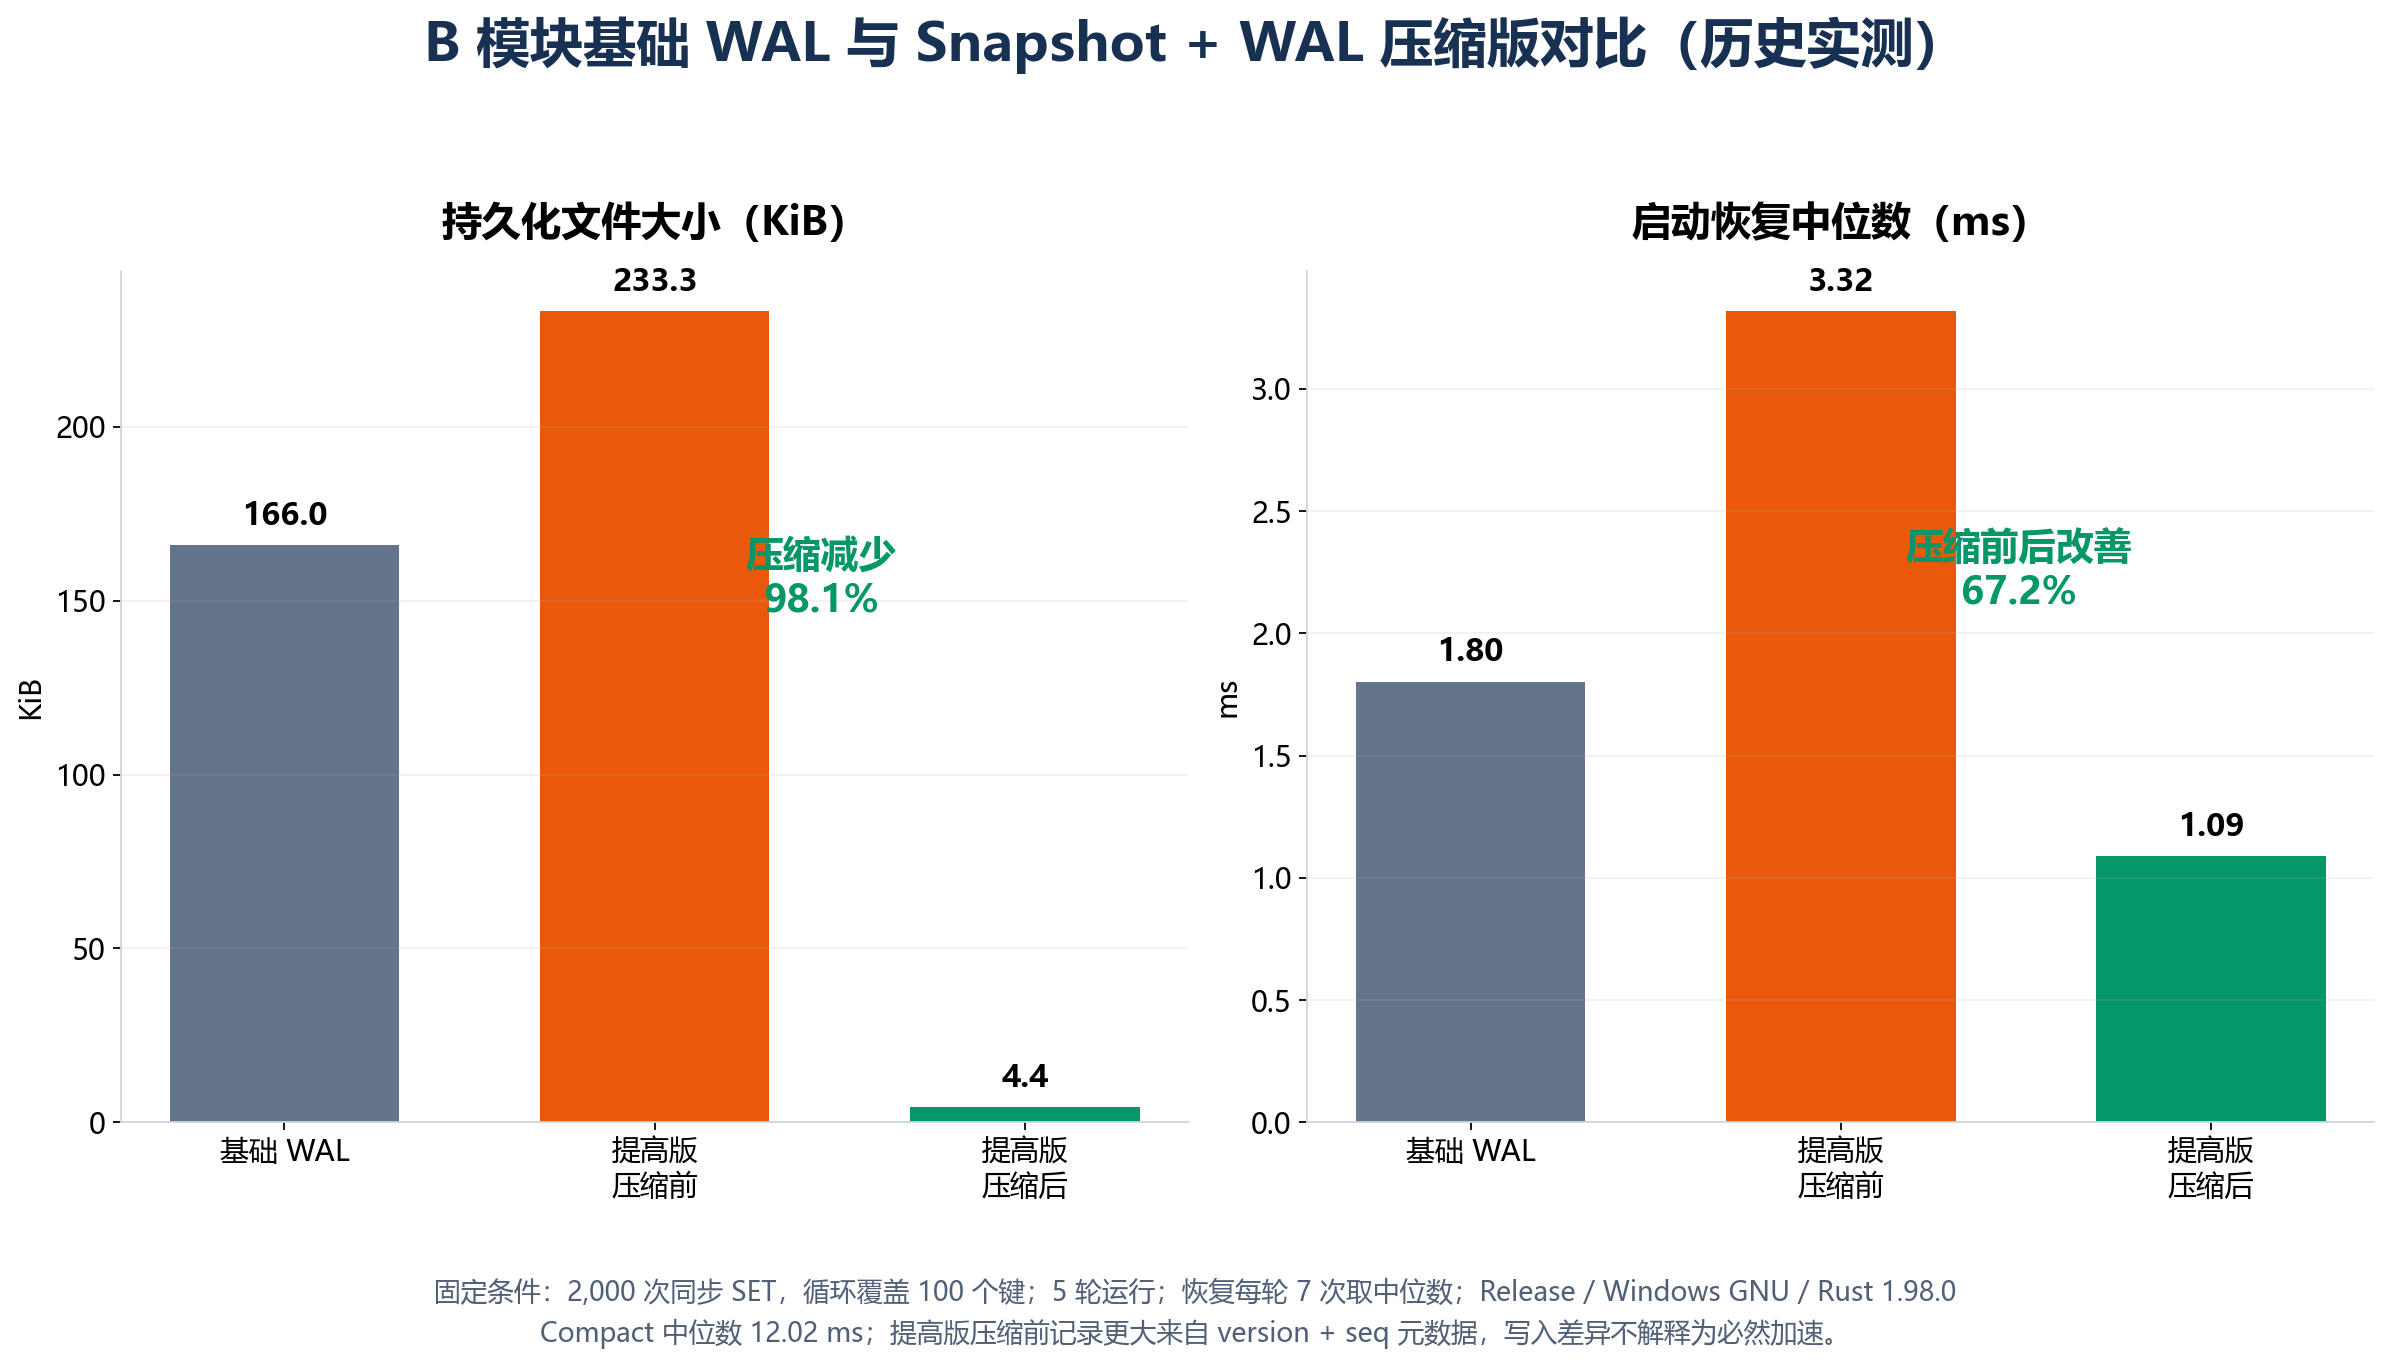 B 模块基础 WAL 与 Snapshot + WAL 压缩版对比（历史实测）
持久化文件大小（KiB）
233.3
200
166.0
压缩减少
98.1%
150
KiB
100
50
4.4
0
基础 WAL
提高版
压缩前
提高版
压缩后
启动恢复中位数（ms）
3.32
3.0
2.5
压缩前后改善
67.2%
2.0
1.80
ms
1.5
1.09
1.0
0.5
0.0
基础 WAL
提高版
压缩前
提高版
压缩后
固定条件：2,000 次同步 SET，循环覆盖 100 个键；5 轮运行；恢复每轮 7 次取中位数；Release / Windows GNU / Rust 1.98.0
Compact 中位数 12.02 ms；提高版压缩前记录更大来自 version + seq 元数据，写入差异不解释为必然加速。